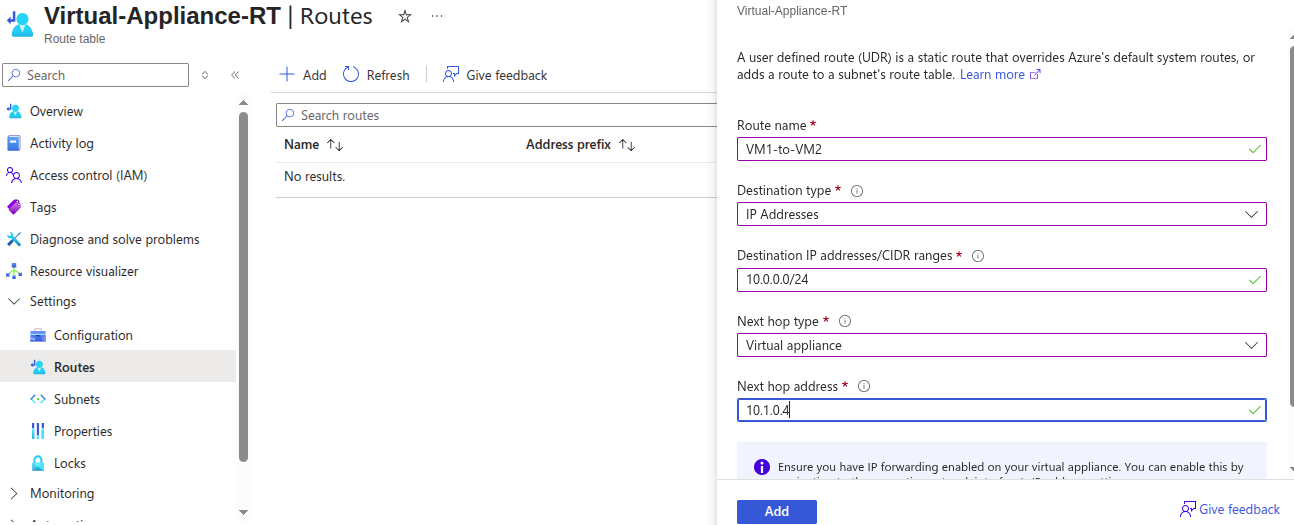 Virtual-Appliance-RT | Routes
Route table
Search
Overview
Activity log
Access control (IAM)
Tags
Diagnose and solve problems
Resource visualizer
Settings
Configuration
Routes
Subnets
Properties
Locks
Monitoring
Add Refresh Give feedback
Search routes
Name Address prefix
No results.
Virtual-Appliance-RT
A user defined route (UDR) is a static route that overrides Azure's default system routes, or
adds a route to a subnet's route table. Learn more
Route name *
VM1-to-VM2
Destination type *
IP Addresses
Destination IP addresses/CIDR ranges *
10.0.0.0/24
Next hop type *
Virtual appliance
Next hop address *
10.1.0.4
Ensure you have IP forwarding enabled on your virtual appliance. You can enable this by
Add
Give feedback